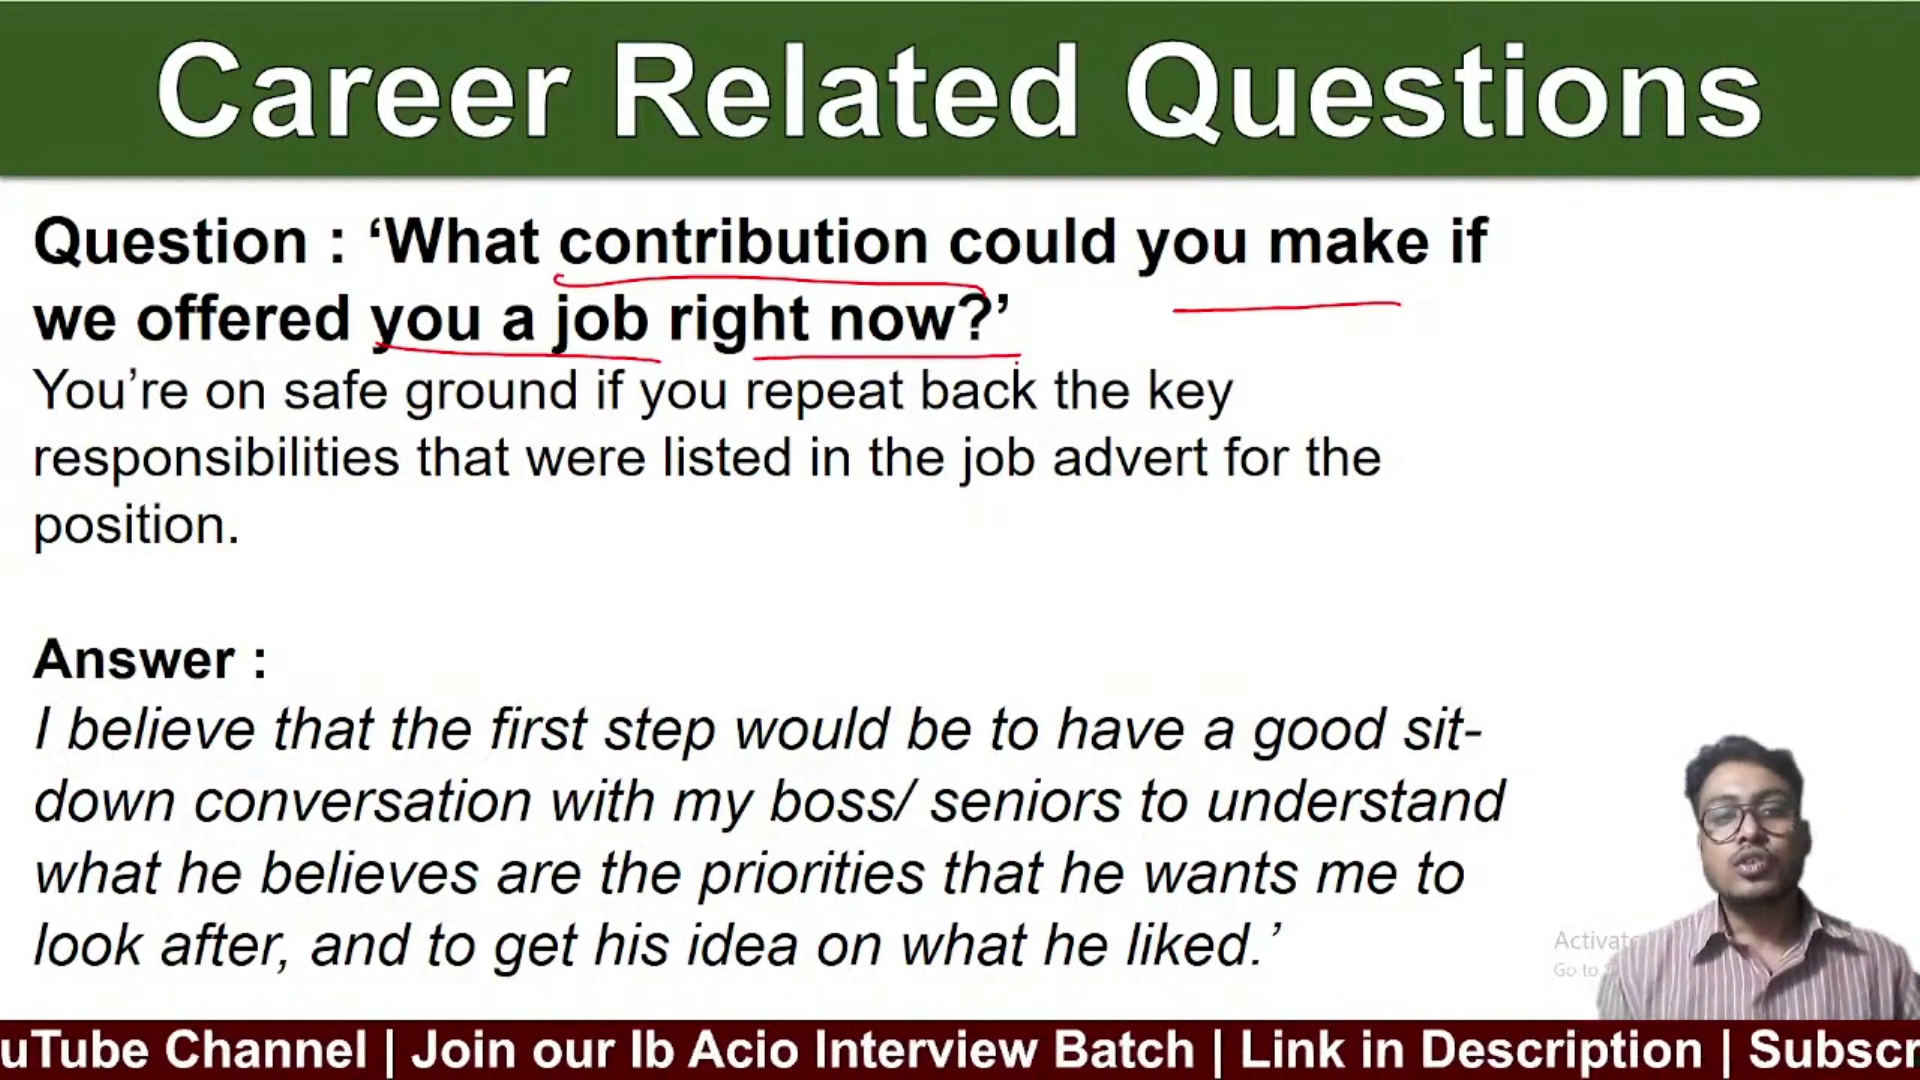 Career Related Questions
Question : ‘What contribution could you make if
we offered you a job right now?’
You’re on safe ground if you repeat back the key
responsibilities that were listed in the job advert for the
position.
Answer :
I believe that the first step would be to have a good sit-
down conversation with my boss/ seniors to understand
what he believes are the priorities that he wants me to
look after, and to get his idea on what he liked.’
Activate
Go to
uTube Channel | Join our Ib Acio Interview Batch | Link in Description | Subscr